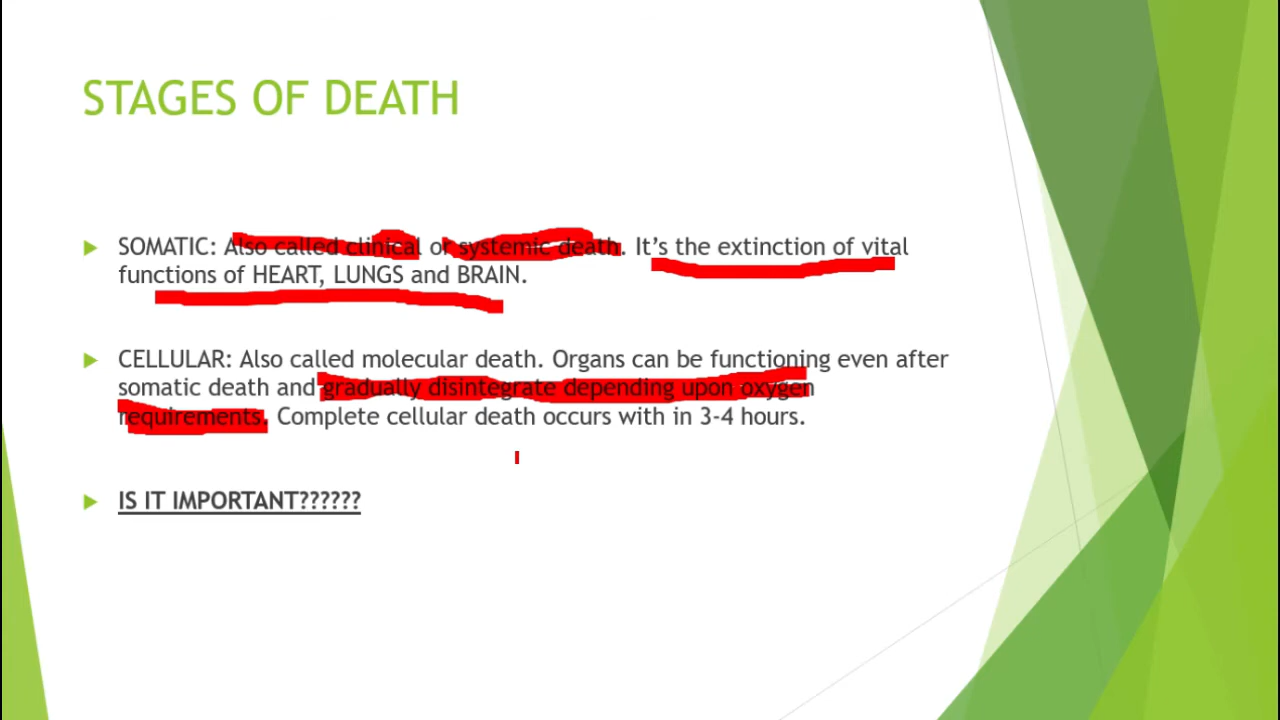 STAGES OF DEATH
SOMATIC: Also called clinical or systemic death. It's the extinction of vital
functions of HEART, LUNGS and BRAIN.
CELLULAR: Also called molecular death. Organs can be functioning even after
somatic death and gradually disintegrate depending upon oxygen
requirements. Complete cellular death occurs with in 3-4 hours.
IS IT IMPORTANT??????